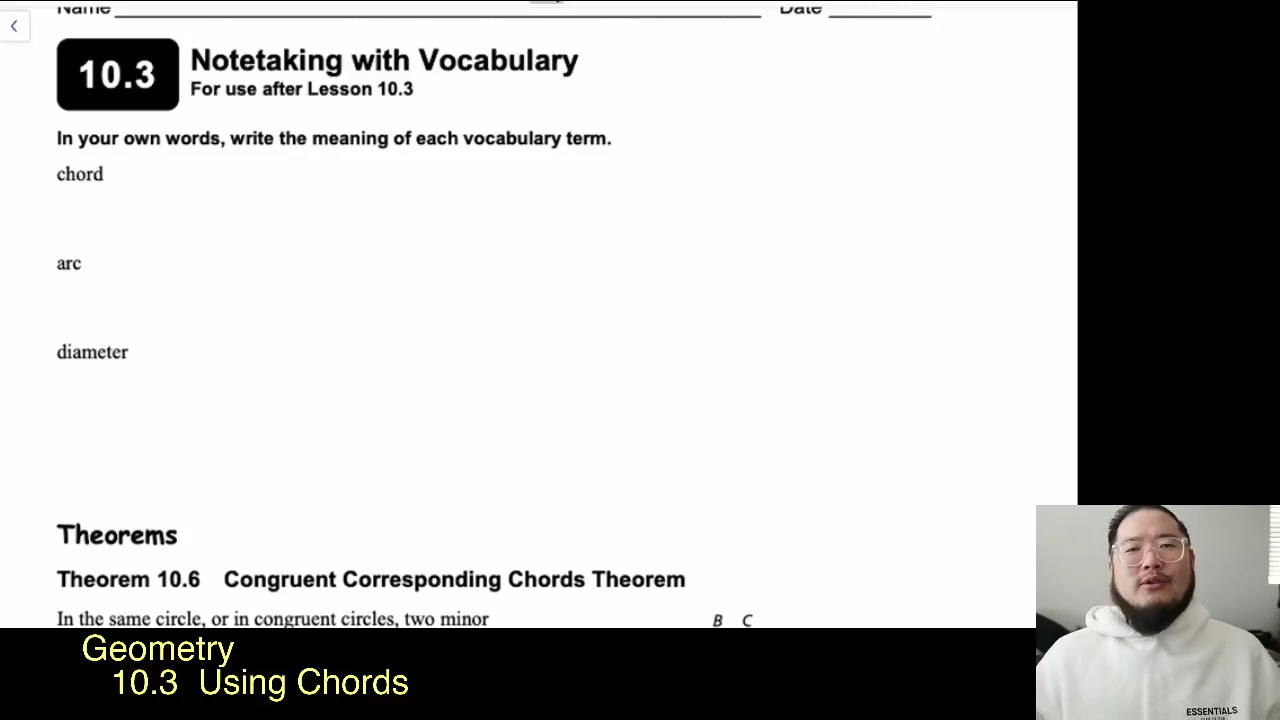 Name Date
10.3 Notetaking with Vocabulary
For use after Lesson 10.3
In your own words, write the meaning of each vocabulary term.
chord
arc
diameter
Theorems
Theorem 10.6 Congruent Corresponding Chords Theorem
In the same circle, or in congruent circles, two minor
B C
Geometry
10.3 Using Chords
ESSENTIALS